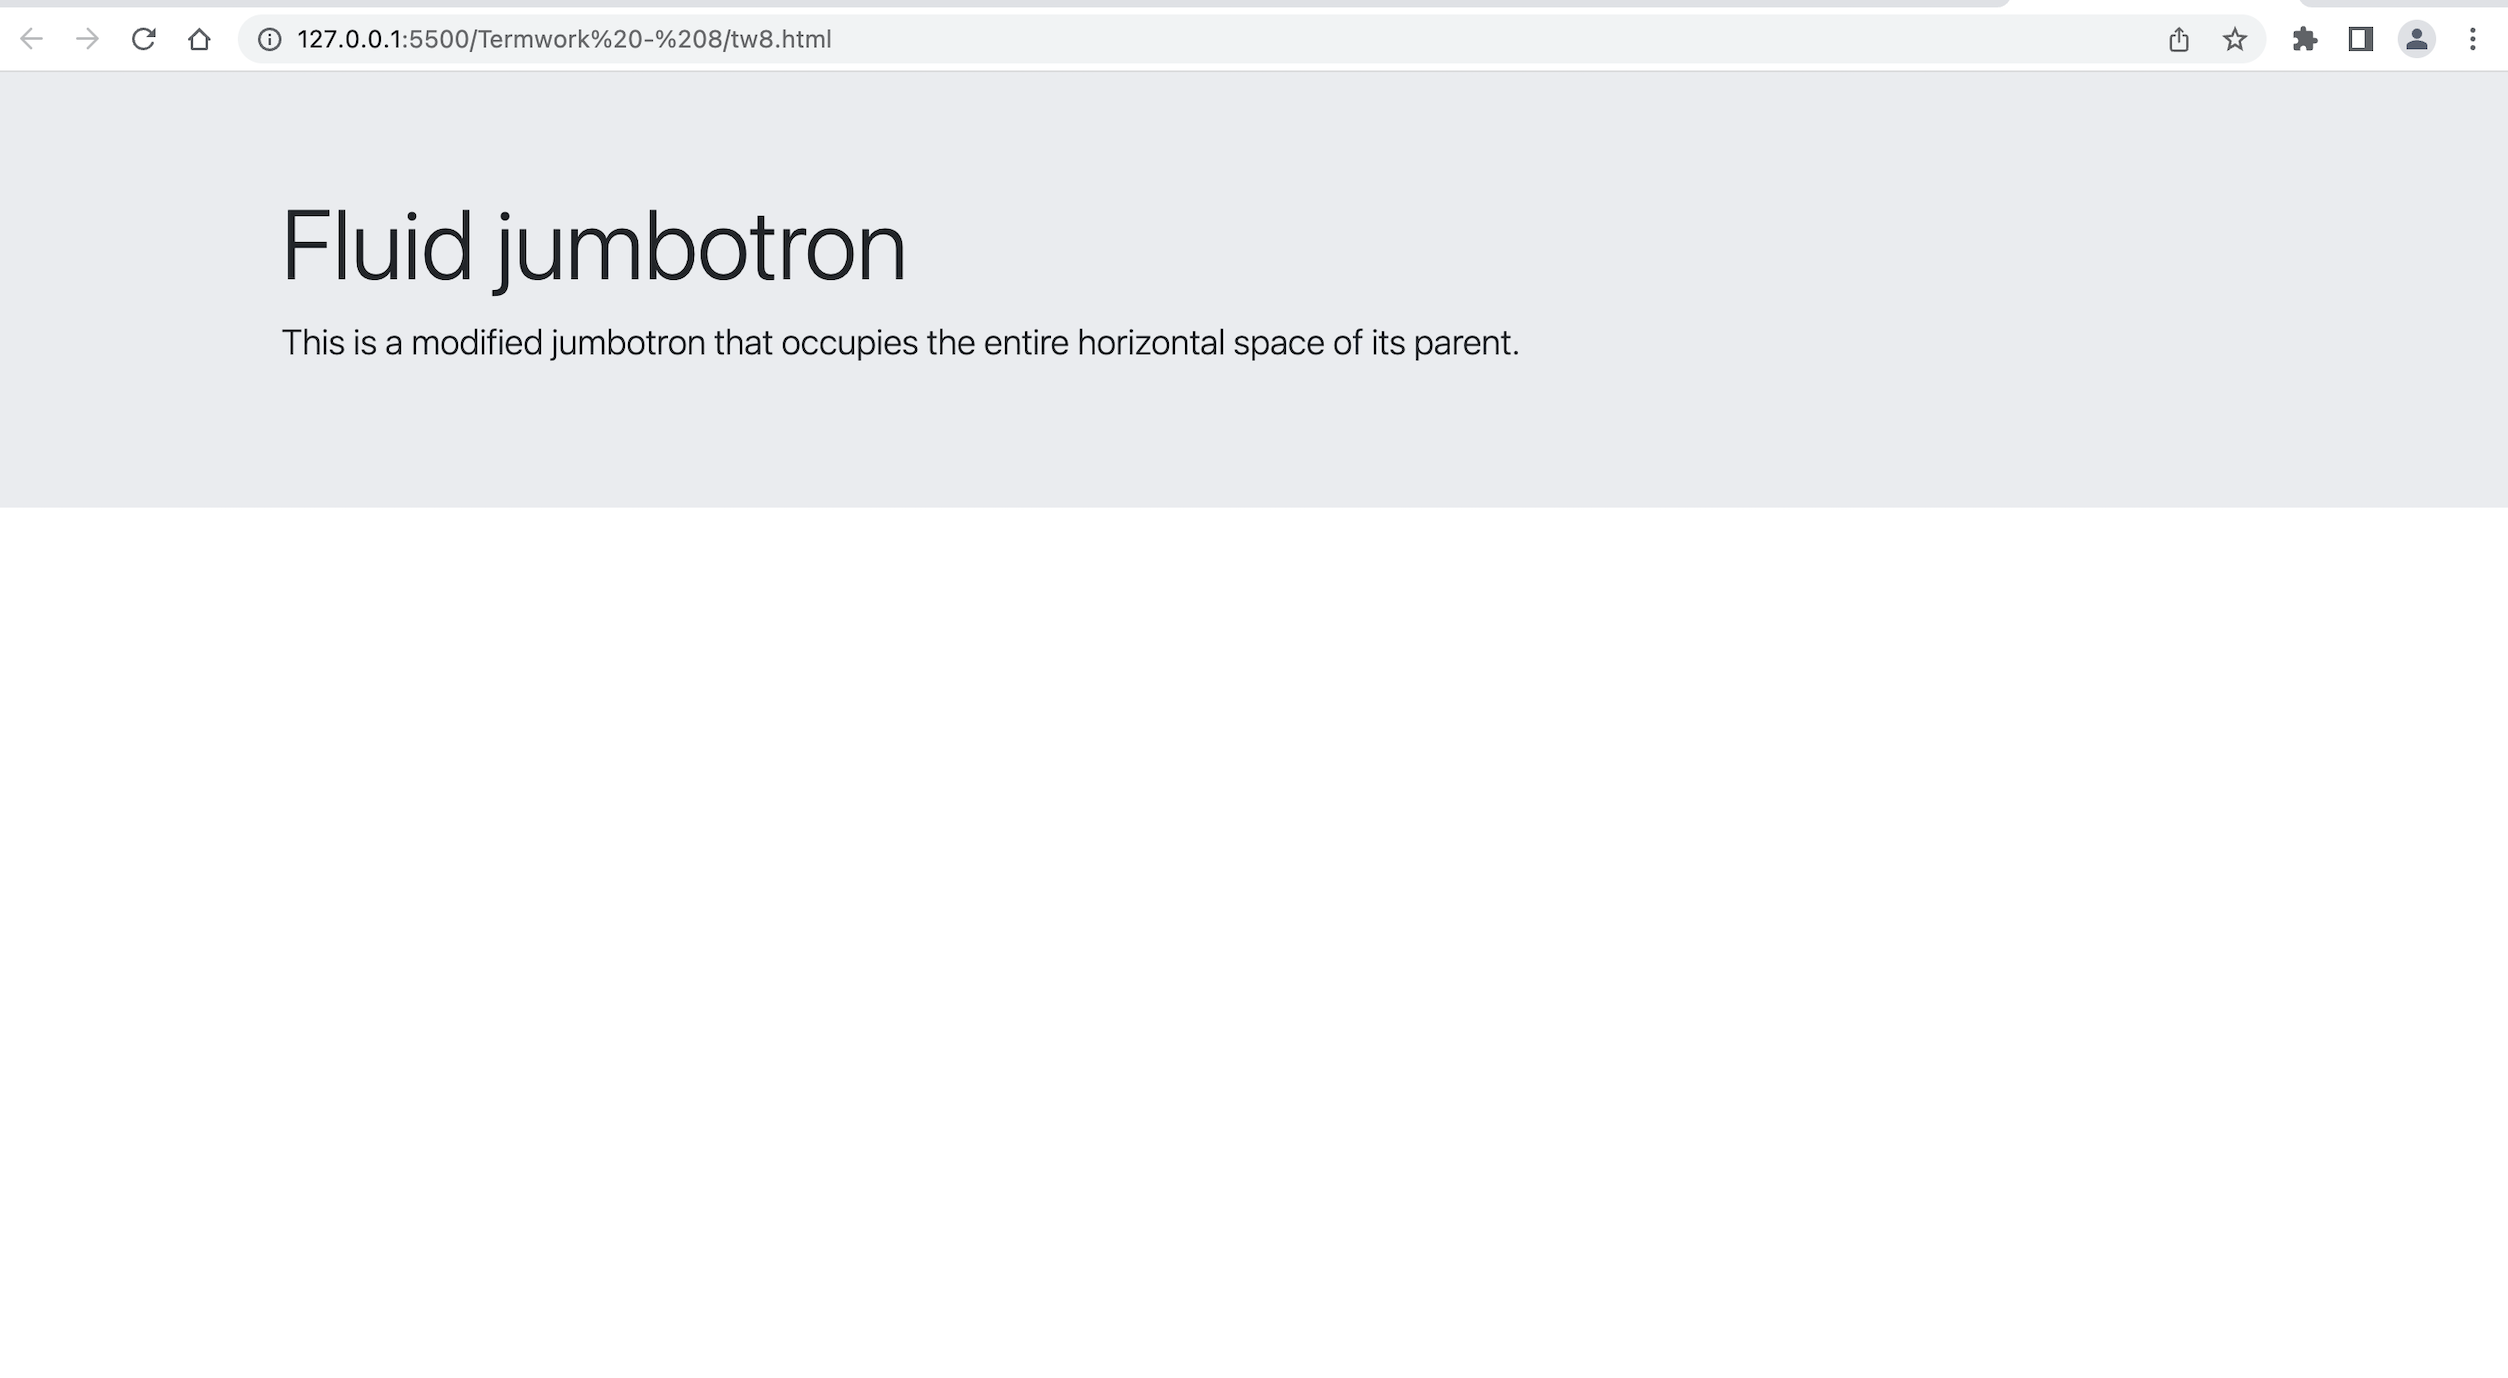 127.0.0.1:5500/Termwork%20-%208/tw8.html
Fluid jumbotron
This is a modified jumbotron that occupies the entire horizontal space of its parent.